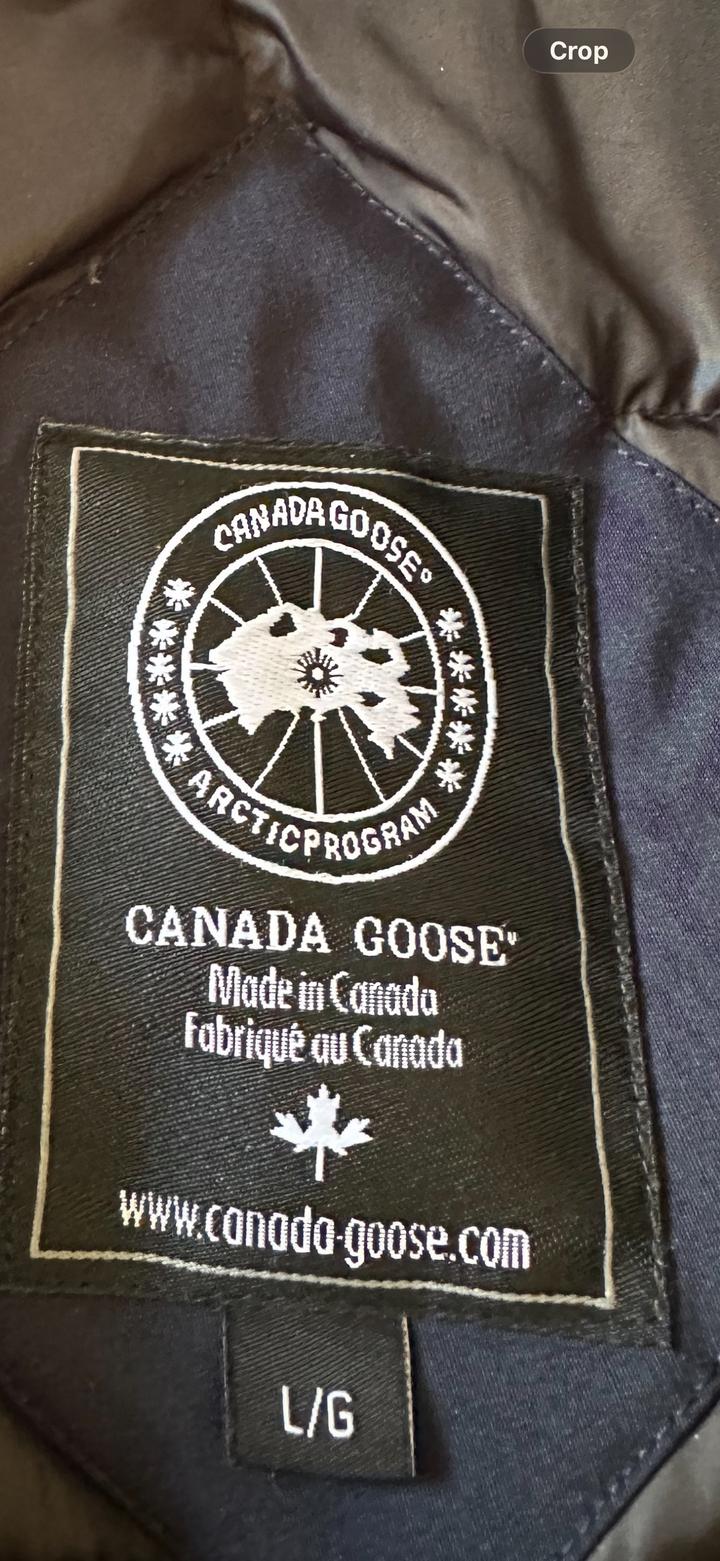 Crop
CANADA GOOSE®
ARCTIC PROGRAM
CANADA GOOSE®
Made in Canada
Fabriqué au Canada
www.canada-goose.com
L/G